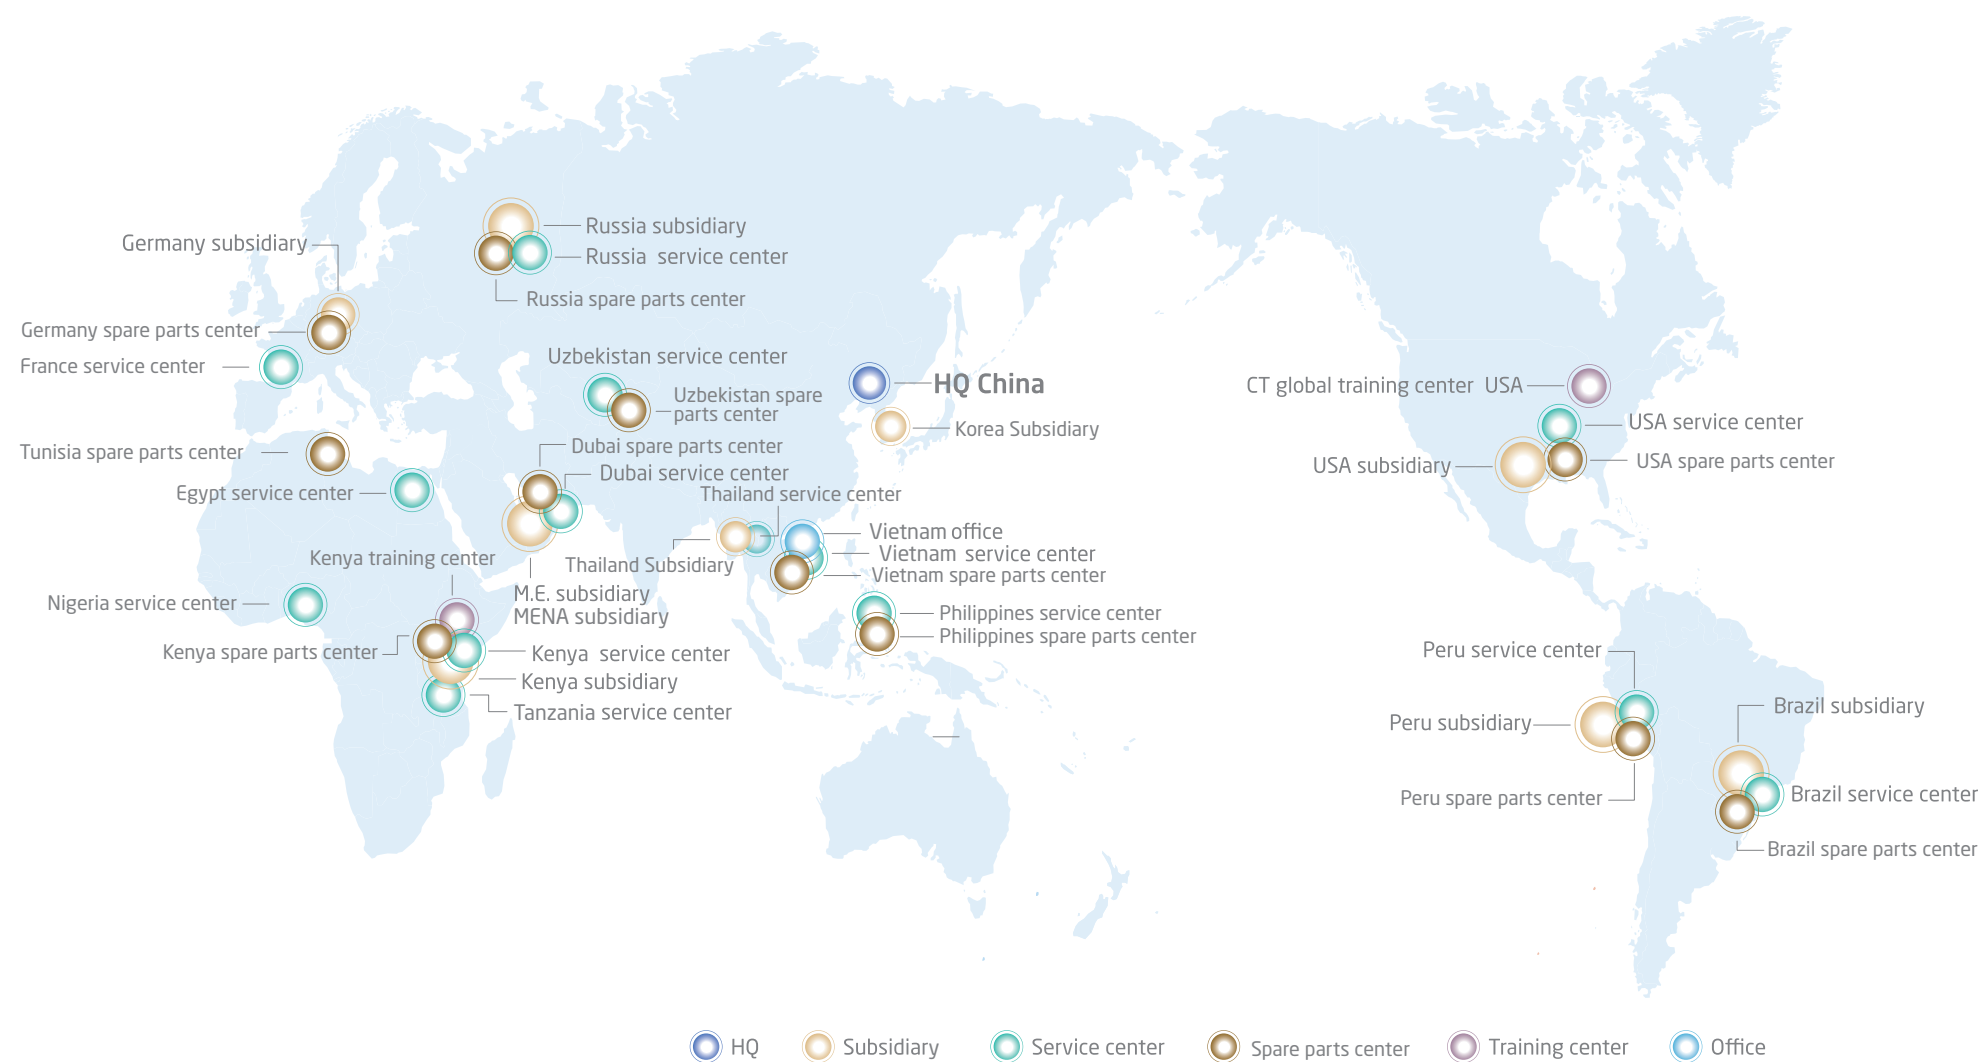 Russia subsidiary
Russia service center
Russia spare parts center
Germany subsidiary
Germany spare parts center
France service center
Uzbekistan service center
Uzbekistan spare
parts center
HQ China
Korea Subsidiary
Tunisia spare parts center
Egypt service center
Dubai spare parts center
Dubai service center
Thailand service center
Thailand Subsidiary
Vietnam office
Vietnam service center
Vietnam spare parts center
M.E. subsidiary
MENA subsidiary
Kenya training center
Nigeria service center
Kenya spare parts center
Kenya service center
Kenya subsidiary
Tanzania service center
Philippines service center
Philippines spare parts center
CT global training center USA
USA service center
USA subsidiary
USA spare parts center
Peru service center
Peru subsidiary
Peru spare parts center
Brazil subsidiary
Brazil service center
Brazil spare parts center
HQ
Subsidiary
Service center
Spare parts center
Training center
Office